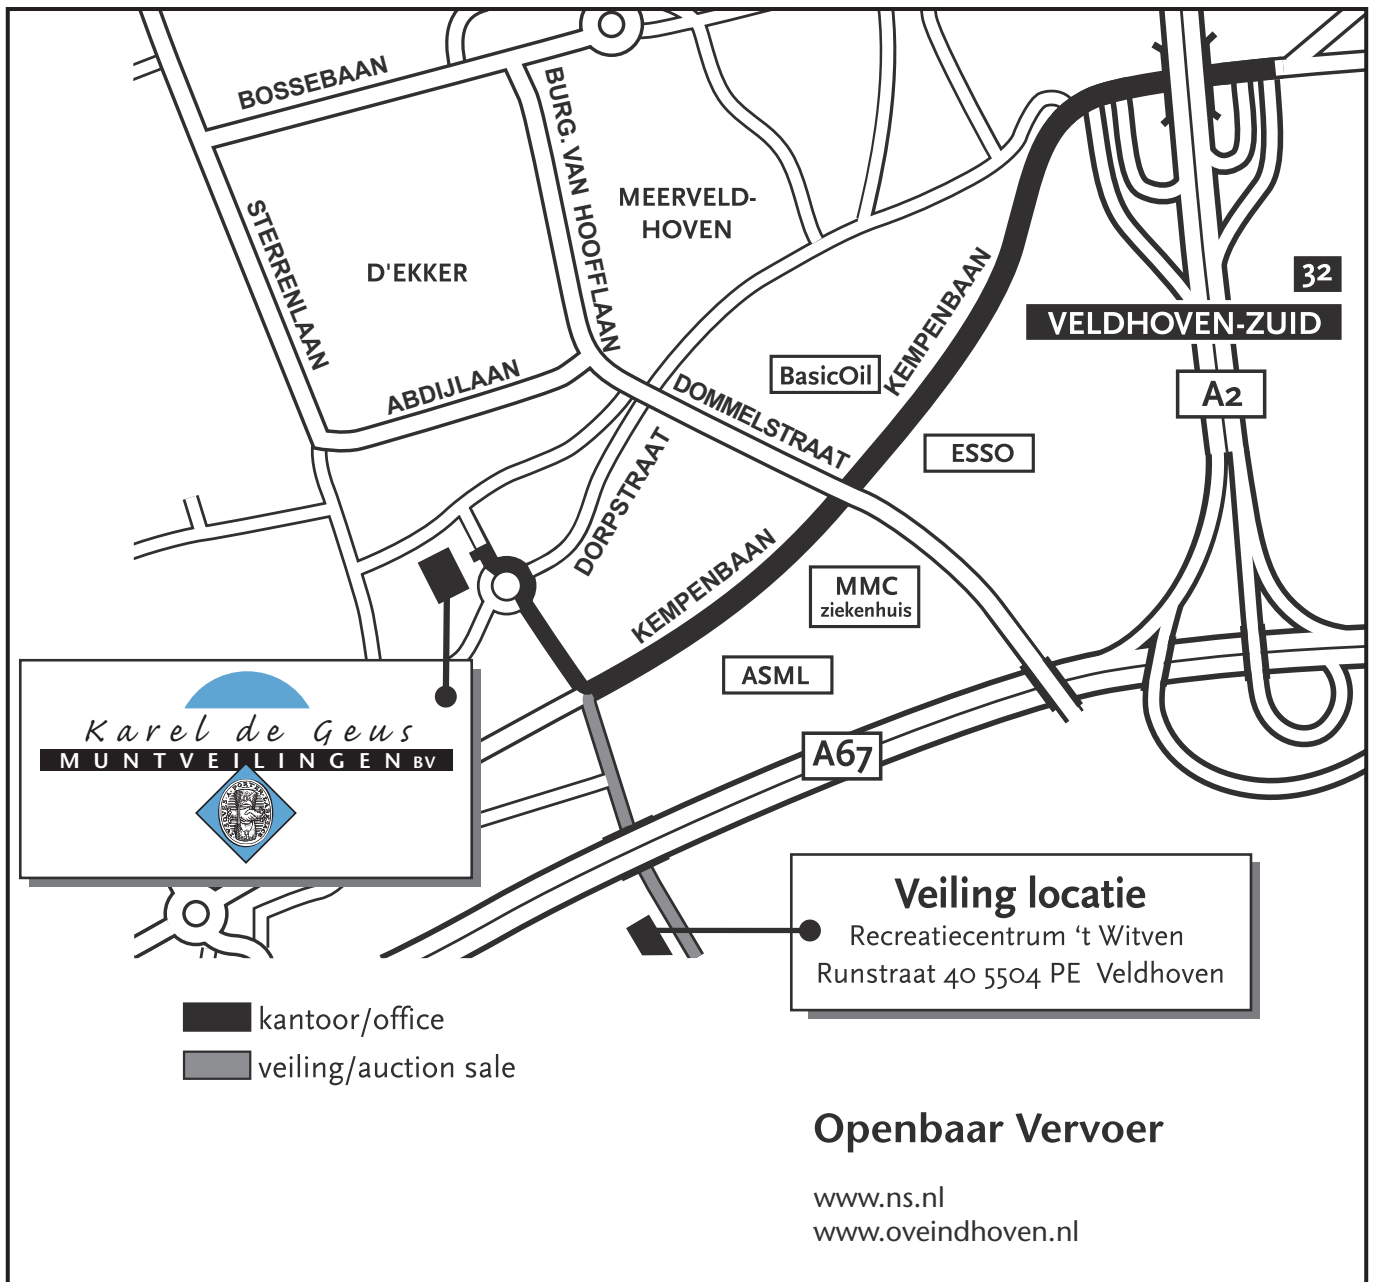 BOSSEBAAN
BURG. VAN HOOFFLAAN
MEERVELD-
HOVEN
STERRENLAAN
D'EKKER
KEMPENBAAN
32
VELDHOVEN-ZUID
ABDIJLAAN
BasicOil
DOMMELSTRAAT
A2
ESSO
DORPSTRAAT
KEMPENBAAN
MMC
ziekenhuis
ASML
Karel de Geus
MUNTVEILINGEN BV
A67
Veiling locatie
Recreatiecentrum ‘t Witven
Runstraat 40 5504 PE Veldhoven
kantoor/office
veiling/auction sale
Openbaar Vervoer
www.ns.nl
www.oveindhoven.nl